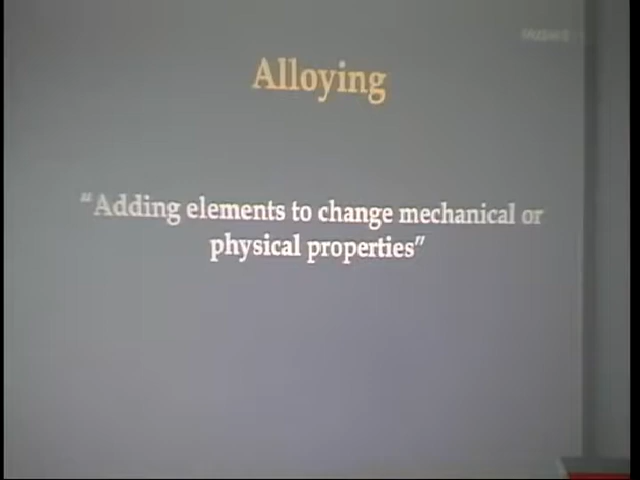 Alloying
"Adding elements to change mechanical or
physical properties"